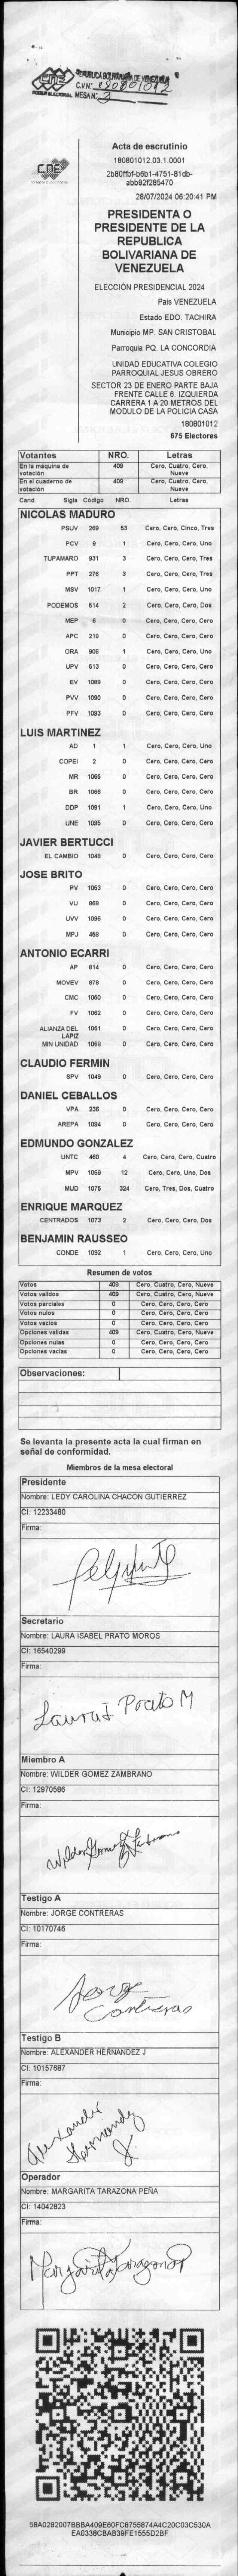 CNE
REPUBLICA BOLIVARIANA DE VENEZUELA
PODER ELECTORAL
C.V.Nº: 180801012
MESA Nº: 3
CNE
Acta de escrutinio
180801012.03.1.0001
2b80ffbf-b6b1-4751-81db-
abb92f285470
28/07/2024 06:20:41 PM
PRESIDENTA O
PRESIDENTE DE LA
REPUBLICA
BOLIVARIANA DE
VENEZUELA
ELECCIÓN PRESIDENCIAL 2024
País VENEZUELA
Estado EDO. TACHIRA
Municipio MP. SAN CRISTOBAL
Parroquia PQ. LA CONCORDIA
UNIDAD EDUCATIVA COLEGIO
PARROQUIAL JESUS OBRERO
SECTOR 23 DE ENERO PARTE BAJA
FRENTE CALLE 6. IZQUIERDA
CARRERA 1 A 20 METROS DEL
MODULO DE LA POLICIA CASA
180801012
675 Electores
Votantes NRO. Letras
En la máquina de votación 409 Cero, Cuatro, Cero, Nueve
En el cuaderno de votación 409 Cero, Cuatro, Cero, Nueve
Cand. Sigla Código NRO. Letras
NICOLAS MADURO
PSUV 269 53 Cero, Cero, Cinco, Tres
PCV 9 1 Cero, Cero, Cero, Uno
TUPAMARO 931 3 Cero, Cero, Cero, Tres
PPT 276 3 Cero, Cero, Cero, Tres
MSV 1017 1 Cero, Cero, Cero, Uno
PODEMOS 514 2 Cero, Cero, Cero, Dos
MEP 6 0 Cero, Cero, Cero, Cero
APC 219 0 Cero, Cero, Cero, Cero
ORA 906 1 Cero, Cero, Cero, Uno
UPV 513 0 Cero, Cero, Cero, Cero
EV 1089 0 Cero, Cero, Cero, Cero
PVV 1090 0 Cero, Cero, Cero, Cero
PFV 1093 0 Cero, Cero, Cero, Cero
LUIS MARTINEZ
AD 1 1 Cero, Cero, Cero, Uno
COPEI 2 0 Cero, Cero, Cero, Cero
MR 1065 0 Cero, Cero, Cero, Cero
BR 1066 0 Cero, Cero, Cero, Cero
DDP 1091 1 Cero, Cero, Cero, Uno
UNE 1095 0 Cero, Cero, Cero, Cero
JAVIER BERTUCCI
EL CAMBIO 1048 0 Cero, Cero, Cero, Cero
JOSE BRITO
PV 1053 0 Cero, Cero, Cero, Cero
VU 868 0 Cero, Cero, Cero, Cero
UVV 1096 0 Cero, Cero, Cero, Cero
MPJ 458 0 Cero, Cero, Cero, Cero
ANTONIO ECARRI
AP 814 0 Cero, Cero, Cero, Cero
MOVEV 878 0 Cero, Cero, Cero, Cero
CMC 1050 0 Cero, Cero, Cero, Cero
FV 1062 0 Cero, Cero, Cero, Cero
ALIANZA DEL LAPIZ 1051 0 Cero, Cero, Cero, Cero
MIN UNIDAD 1068 0 Cero, Cero, Cero, Cero
CLAUDIO FERMIN
SPV 1049 0 Cero, Cero, Cero, Cero
DANIEL CEBALLOS
VPA 236 0 Cero, Cero, Cero, Cero
AREPA 1094 0 Cero, Cero, Cero, Cero
EDMUNDO GONZALEZ
UNTC 460 4 Cero, Cero, Cero, Cuatro
MPV 1069 12 Cero, Cero, Uno, Dos
MUD 1075 324 Cero, Tres, Dos, Cuatro
ENRIQUE MARQUEZ
CENTRADOS 1073 2 Cero, Cero, Cero, Dos
BENJAMIN RAUSSEO
CONDE 1092 1 Cero, Cero, Cero, Uno
Resumen de votos
Votos 409 Cero, Cuatro, Cero, Nueve
Votos validos 409 Cero, Cuatro, Cero, Nueve
Votos parciales 0 Cero, Cero, Cero, Cero
Votos nulos 0 Cero, Cero, Cero, Cero
Votos vacios 0 Cero, Cero, Cero, Cero
Opciones validas 409 Cero, Cuatro, Cero, Nueve
Opciones nulas 0 Cero, Cero, Cero, Cero
Opciones vacias 0 Cero, Cero, Cero, Cero
Observaciones:
Se levanta la presente acta la cual firman en
señal de conformidad.
Miembros de la mesa electoral
Presidente
Nombre: LEDY CAROLINA CHACON GUTIERREZ
CI: 12233480
Firma:
Secretario
Nombre: LAURA ISABEL PRATO MOROS
CI: 16540299
Firma:
Laura I Prato M
Miembro A
Nombre: WILDER GOMEZ ZAMBRANO
CI: 12970586
Firma:
Wilder Gomez Zambrano
Testigo A
Nombre: JORGE CONTRERAS
CI: 10170746
Firma:
Jorge
Contreras
Testigo B
Nombre: ALEXANDER HERNANDEZ J
CI: 10157687
Firma:
Alexander
Hernandez
J.
Operador
Nombre: MARGARITA TARAZONA PEÑA
CI: 14042823
Firma:
Margarita Tarazona P
58A0282007BBBA409E60FC8755874A4C20C03C530A
EA0338CBAB39FE1555D2BF